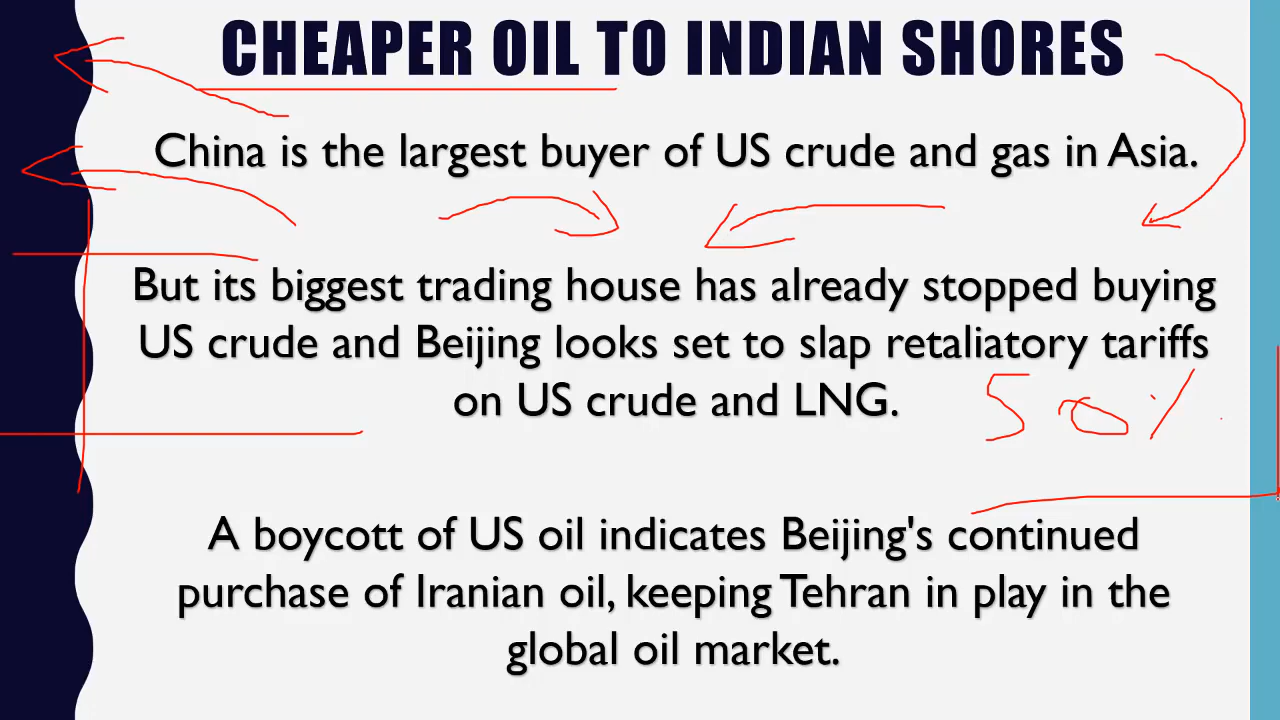 CHEAPER OIL TO INDIAN SHORES
China is the largest buyer of US crude and gas in Asia.
But its biggest trading house has already stopped buying
US crude and Beijing looks set to slap retaliatory tariffs
on US crude and LNG.
50%
A boycott of US oil indicates Beijing's continued
purchase of Iranian oil, keeping Tehran in play in the
global oil market.